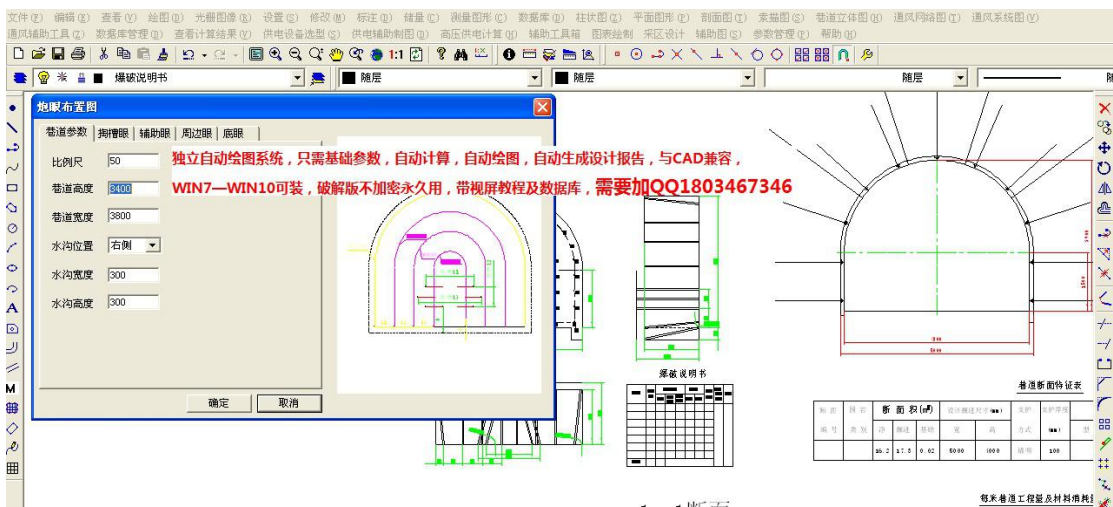 文件(F) 编辑(E) 查看(V) 绘图(D) 光栅图像(R) 设置(S) 修改(M) 标注(D) 储量(C) 测量图形(C) 数据库(D) 柱状图(Z) 平面图形(P) 剖面图(T) 素描图(S) 巷道立体图(H) 通风网络图(T) 通风系统图(V)
通风辅助工具(Z) 数据库管理(D) 查看计算结果(V) 供电设备选型(S) 供电辅助制图(D) 高压供电计算(H) 辅助工具箱 图表绘制 采区设计 辅助图(S) 参数管理(P) 帮助(H)
1:1
爆破说明书 随层 随层 随层
炮眼布置图
巷道参数 掏槽眼 辅助眼 周边眼 底眼
比例尺 50
独立自动绘图系统，只需基础参数，自动计算，自动绘图，自动生成设计报告，与CAD兼容，
巷道高度 3400
WIN7—WIN10可装，破解版不加密永久用，带视屏教程及数据库，需要加QQ1803467346
巷道宽度 3800
水沟位置 右侧
水沟宽度 300
水沟高度 300
确定 取消
爆破说明书
巷道断面特征表
断面 围岩 断面积(㎡) 设计掘进尺寸(mm) 支护 支护厚度
编号 类别 净 掘进 基础 宽 高 方式 (mm) 型
16.2 17.8 0.02 5000 100
每米巷道工程量及材料消耗